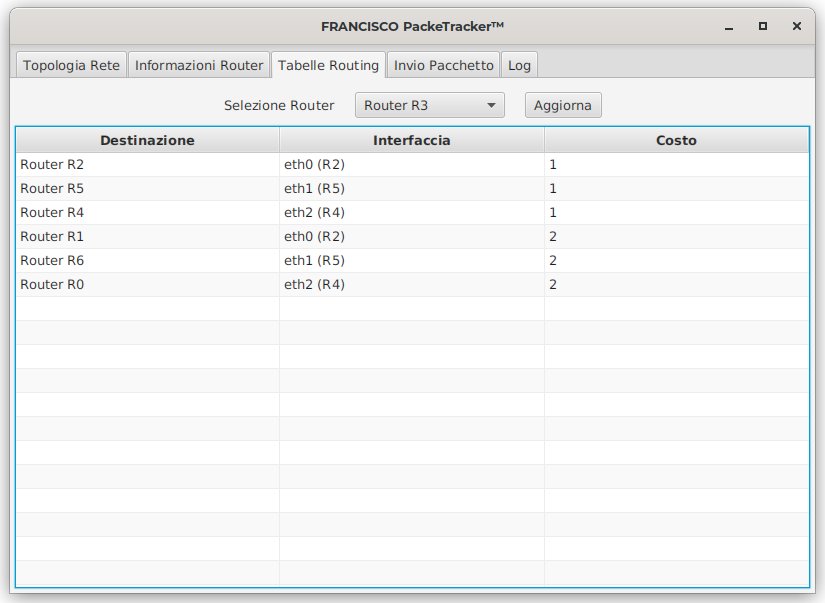 FRANCISCO PackeTracker™
Topologia Rete Informazioni Router Tabelle Routing Invio Pacchetto Log
Selezione Router Router R3 Aggiorna
Destinazione Interfaccia Costo
Router R2 eth0 (R2) 1
Router R5 eth1 (R5) 1
Router R4 eth2 (R4) 1
Router R1 eth0 (R2) 2
Router R6 eth1 (R5) 2
Router R0 eth2 (R4) 2